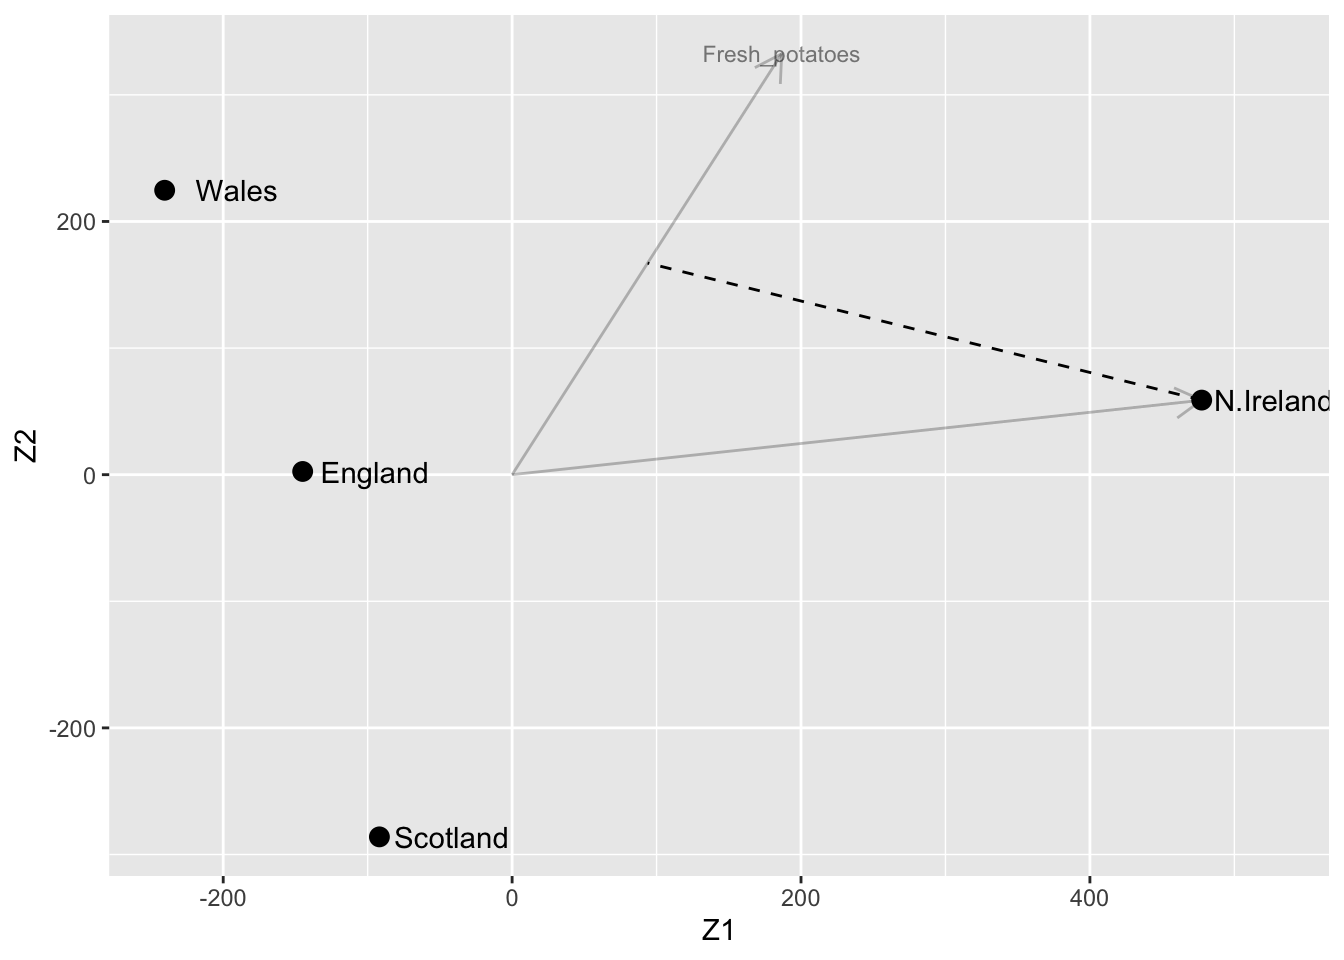 Fresh_potatoes
Wales
200
N.Ireland
Z2
0
England
-200
Scotland
-200
0
200
400
Z1